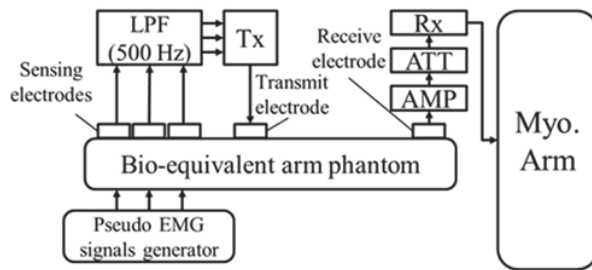 LPF
(500 Hz)
Tx
Rx
ATT
AMP
Receive
electrode
Sensing
electrodes
Transmit
electrode
Myo.
Arm
Bio-equivalent arm phantom
Pseudo EMG
signals generator